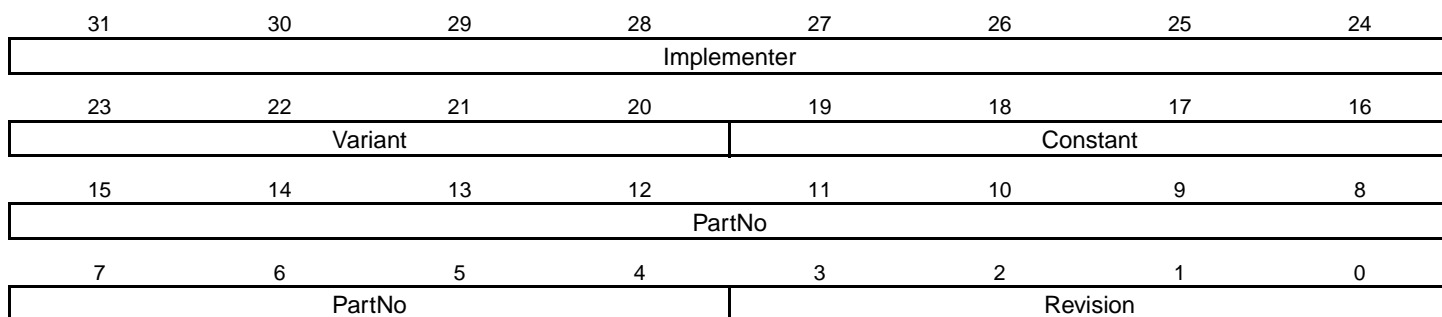 31 30 29 28 27 26 25 24
Implementer
23 22 21 20 19 18 17 16
Variant Constant
15 14 13 12 11 10 9 8
PartNo
7 6 5 4 3 2 1 0
PartNo Revision